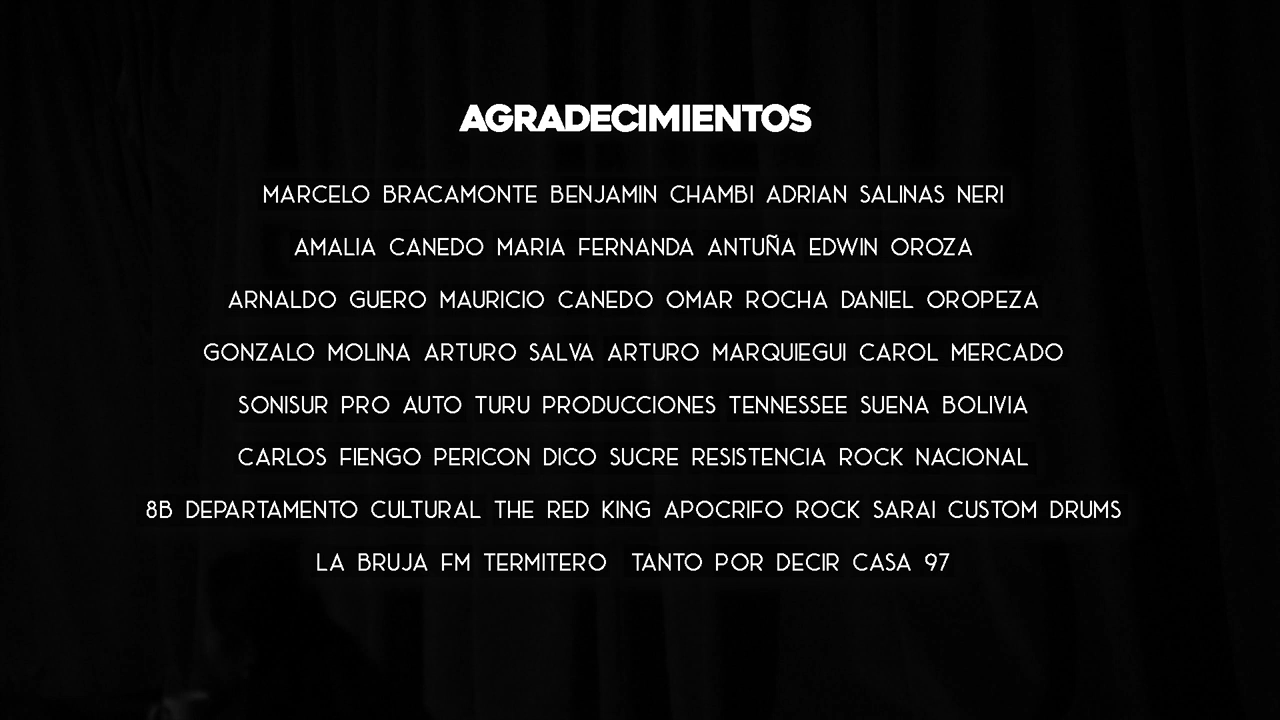 AGRADECIMIENTOS
MARCELO BRACAMONTE BENJAMIN CHAMBI ADRIAN SALINAS NERI
AMALIA CANEDO MARIA FERNANDA ANTUÑA EDWIN OROZA
ARNALDO GUERO MAURICIO CANEDO OMAR ROCHA DANIEL OROPEZA
GONZALO MOLINA ARTURO SALVA ARTURO MARQUIEGUI CAROL MERCADO
SONISUR PRO AUTO TURU PRODUCCIONES TENNESSEE SUENA BOLIVIA
CARLOS FIENGO PERICON DICO SUCRE RESISTENCIA ROCK NACIONAL
8B DEPARTAMENTO CULTURAL THE RED KING APOCRIFO ROCK SARAI CUSTOM DRUMS
LA BRUJA FM TERMITERO TANTO POR DECIR CASA 97